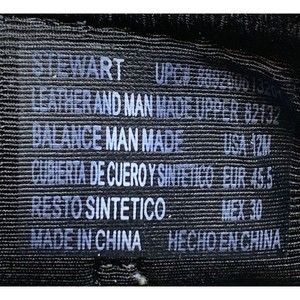 STEWART UPC#
LEATHER AND MAN MADE UPPER 82132
BALANCE MAN MADE USA 12M
CUBIERTA DE CUERO Y SINTETICO EUR 45.5
RESTO SINTETICO MEX 30
MADE IN CHINA HECHO EN CHINA